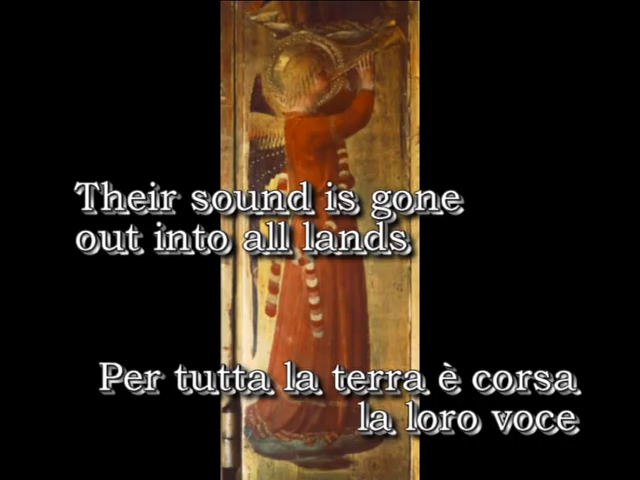 Their sound is gone
out into all lands
Per tutta la terra è corsa
la loro voce